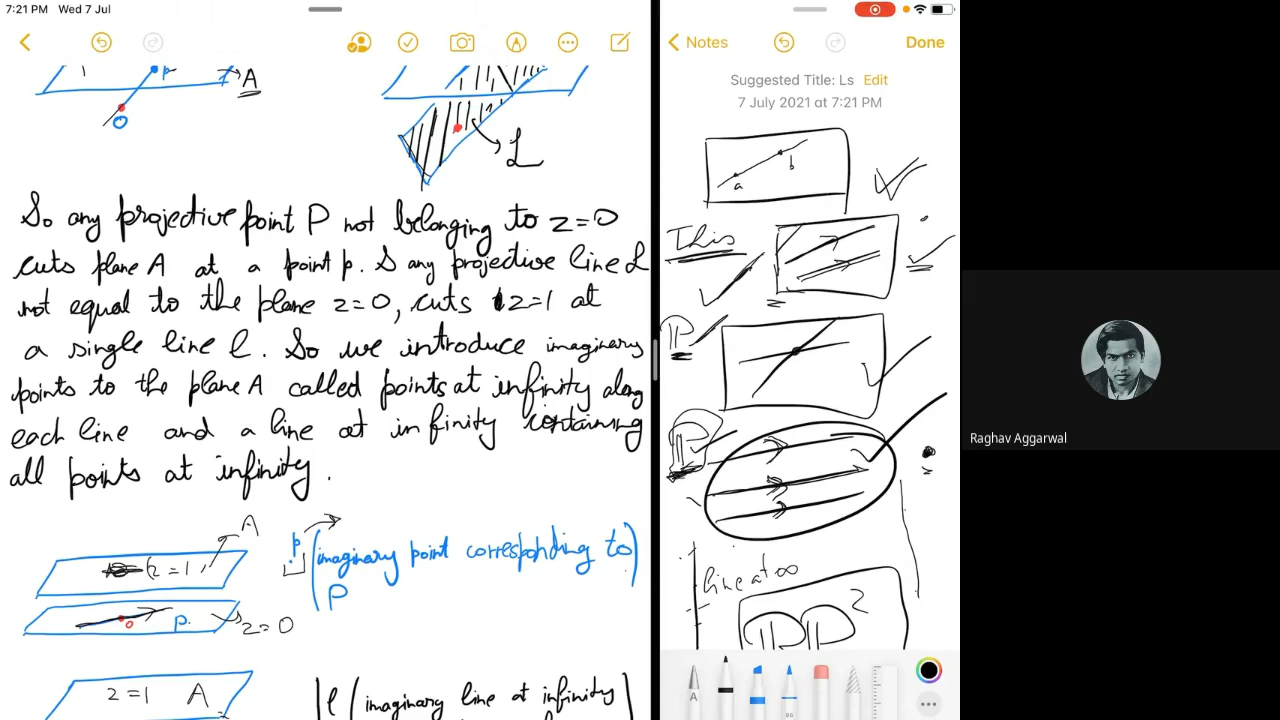 7:21 PM Wed 7 Jul
A
p
O
L
So any projective point P not belonging to z=0
cuts plane A at a point p. & any projective line L
not equal to the plane z=0, cuts z=1 at
a single line l. So we introduce imaginary
points to the plane A called points at infinity along
each line and a line at infinity containing
all points at infinity.
A
z=1
p
(imaginary point corresponding to)
P
O
P
z=0
z=1 A
l (imaginary line at infinity
Notes
Done
Suggested Title: Ls Edit
7 July 2021 at 7:21 PM
a
b
This
P
P
line at ∞
RP²
A
Raghav Aggarwal